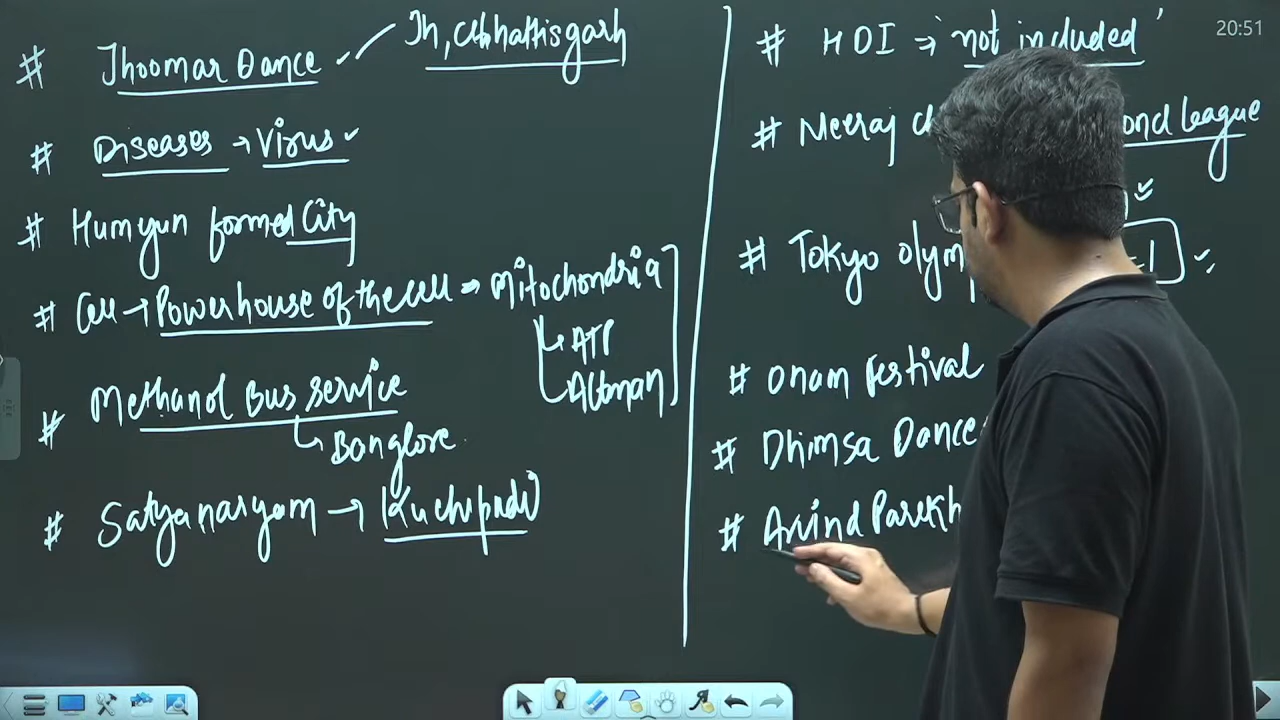 # Jhoomar Dance Jh, Chhattisgarh
# Diseases → Virus
# Humyun formed City
# Cell → Powerhouse of the cell → Mitochondria
ATP
Altman
# Methanol Bus service
Banglore
# Satyanaryam → Kuchipudi
20:51
# HDI → not included
# Neeraj ond league
# Tokyo olym -1
# Onam Festival
# Dhimsa Dance
# Arvind Parekh